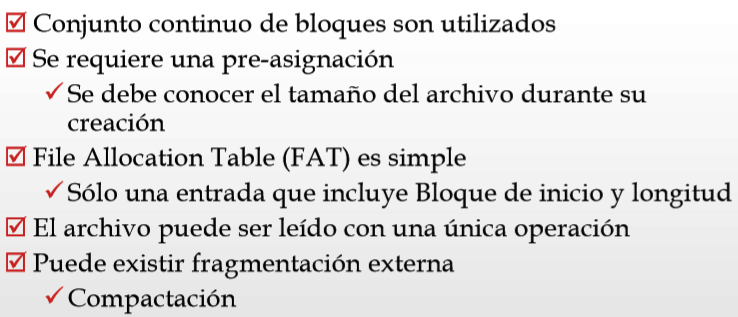 Conjunto continuo de bloques son utilizados
Se requiere una pre-asignación
Se debe conocer el tamaño del archivo durante su
creación
File Allocation Table (FAT) es simple
Sólo una entrada que incluye Bloque de inicio y longitud
El archivo puede ser leído con una única operación
Puede existir fragmentación externa
Compactación